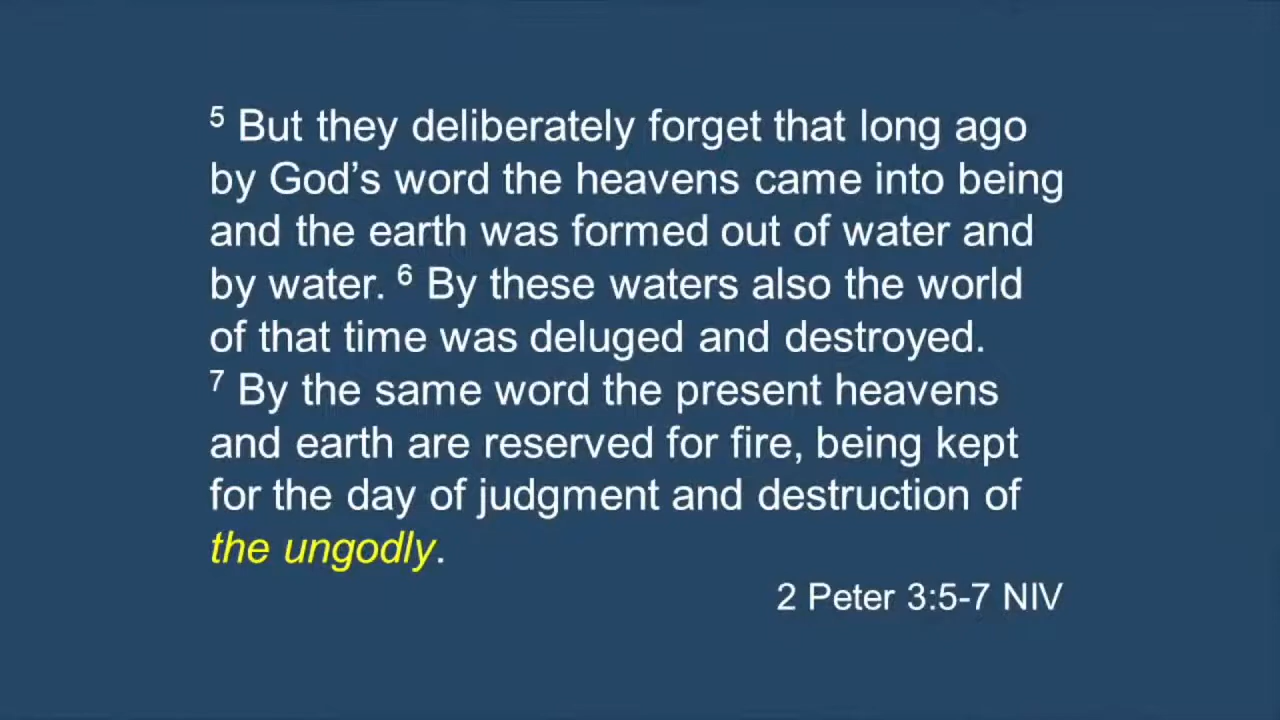 ⁵ But they deliberately forget that long ago
by God’s word the heavens came into being
and the earth was formed out of water and
by water. ⁶ By these waters also the world
of that time was deluged and destroyed.
⁷ By the same word the present heavens
and earth are reserved for fire, being kept
for the day of judgment and destruction of
the ungodly.
2 Peter 3:5-7 NIV